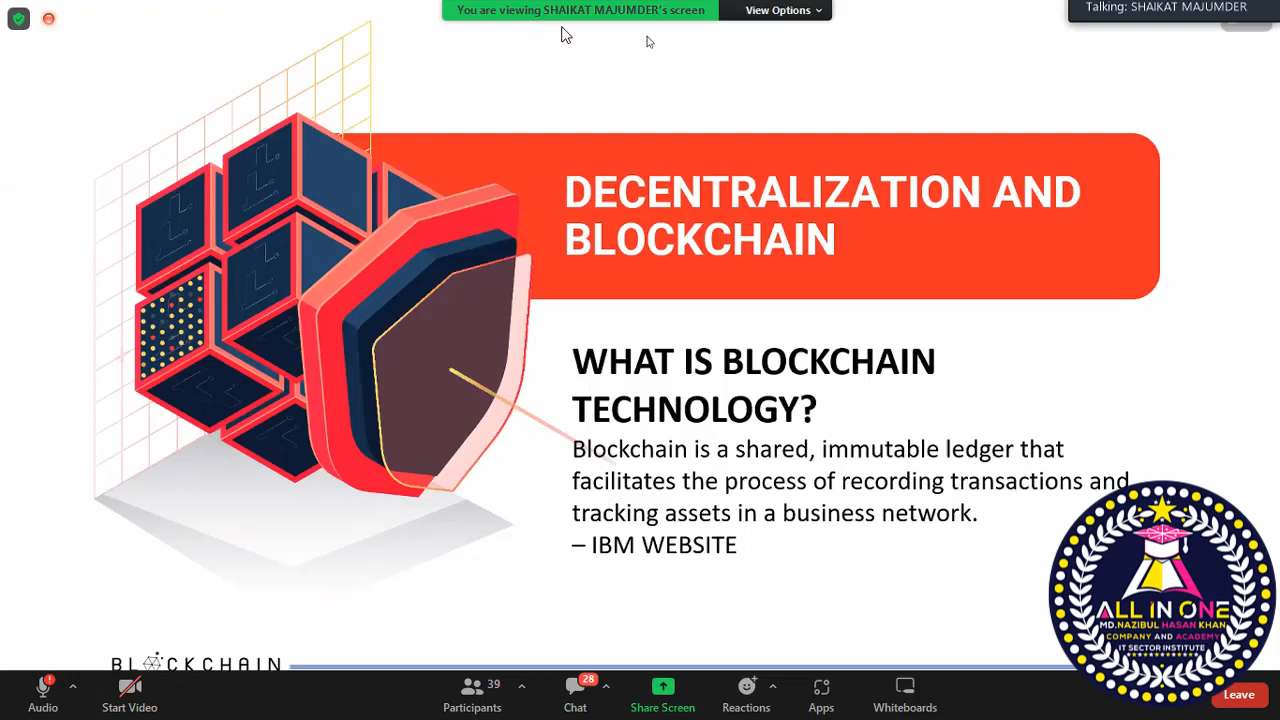 You are viewing SHAIKAT MAJUMDER's screen
View Options
Talking: SHAIKAT MAJUMDER
DECENTRALIZATION AND
BLOCKCHAIN
WHAT IS BLOCKCHAIN
TECHNOLOGY?
Blockchain is a shared, immutable ledger that
facilitates the process of recording transactions and
tracking assets in a business network.
– IBM WEBSITE
ALL IN ONE
MD.NAZIBUL HASAN KHAN
COMPANY AND ACADEMY
IT SECTOR INSTITUTE
BLOCKCHAIN
Audio
Start Video
39
Participants
28
Chat
Share Screen
Reactions
Apps
Whiteboards
Leave